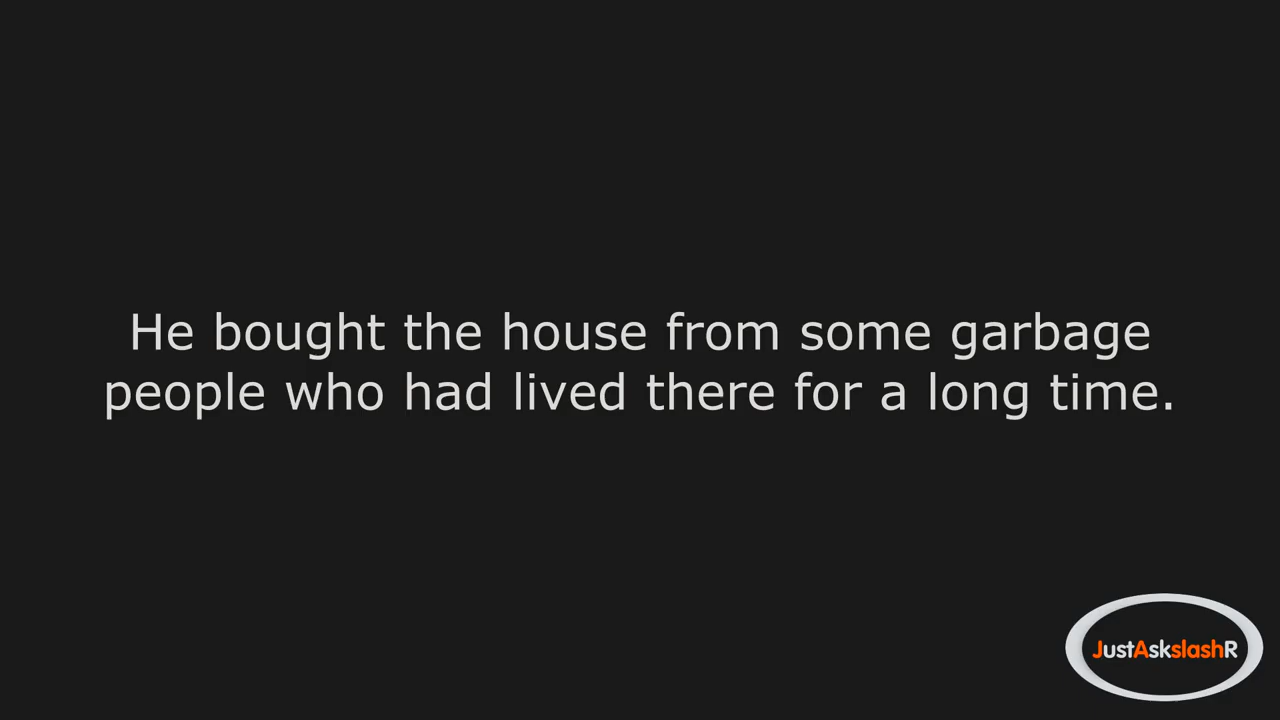 He bought the house from some garbage
people who had lived there for a long time.
JustAskslashR